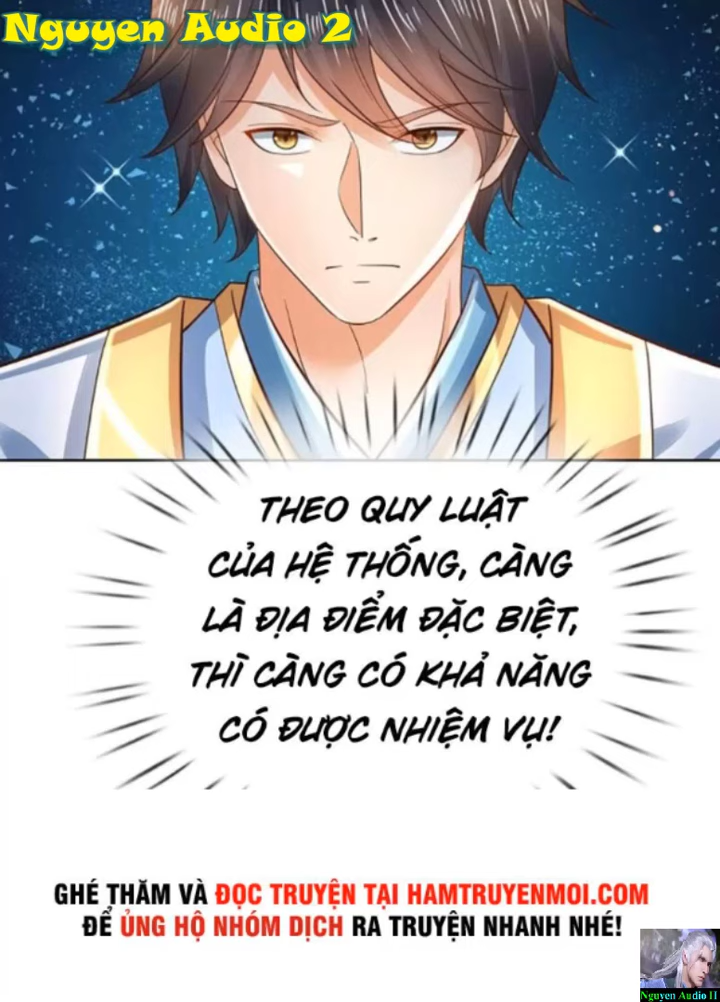 Nguyen Audio 2
THEO QUY LUẬT
CỦA HỆ THỐNG, CÀNG
LÀ ĐỊA ĐIỂM ĐẶC BIỆT,
THÌ CÀNG CÓ KHẢ NĂNG
CÓ ĐƯỢC NHIỆM VỤ!
GHÉ THĂM VÀ ĐỌC TRUYỆN TẠI HAMTRUYENMOI.COM
ĐỂ ỦNG HỘ NHÓM DỊCH RA TRUYỆN NHANH NHÉ!
Nguyen Audio II